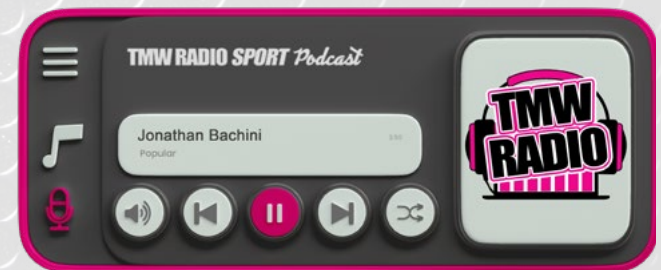 TMW RADIO SPORT Podcast
Jonathan Bachini
Popular
TMW
RADIO